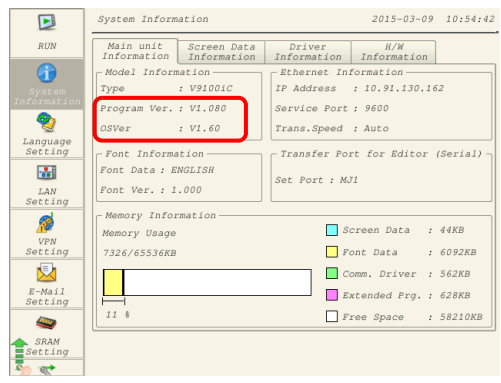 System Information 2015-03-09 10:54:42
RUN
System
Information
Language
Setting
LAN
Setting
VPN
Setting
E-Mail
Setting
SRAM
Setting
Main unit
Information
Screen Data
Information
Driver
Information
H/W
Information
Model Information
Type : V9100iC
Program Ver. : V1.080
OSVer : V1.60
Ethernet Information
IP Address : 10.91.130.162
Service Port : 9600
Trans.Speed : Auto
Font Information
Font Data : ENGLISH
Font Ver. : 1.000
Transfer Port for Editor (Serial)
Set Port : MJ1
Memory Information
Memory Usage
7326/65536KB
11 %
Screen Data : 44KB
Font Data : 6092KB
Comm. Driver : 562KB
Extended Prg. : 628KB
Free Space : 58210KB